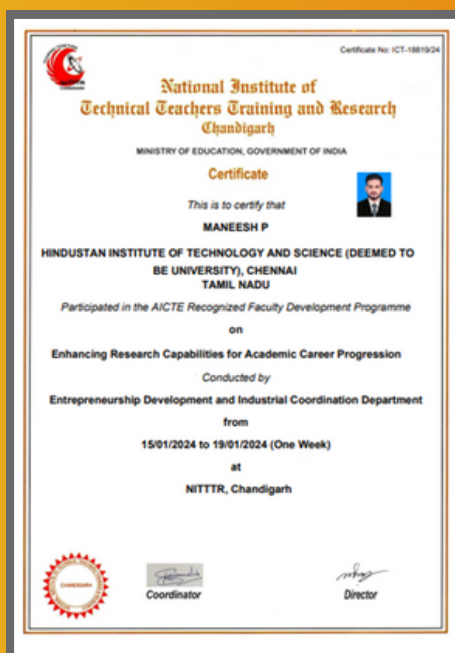 Certificate No: ICT-18819/24
National Institute of
Technical Teachers Training and Research
Chandigarh
MINISTRY OF EDUCATION, GOVERNMENT OF INDIA
Certificate
This is to certify that
MANEESH P
HINDUSTAN INSTITUTE OF TECHNOLOGY AND SCIENCE (DEEMED TO
BE UNIVERSITY), CHENNAI
TAMIL NADU
Participated in the AICTE Recognized Faculty Development Programme
on
Enhancing Research Capabilities for Academic Career Progression
Conducted by
Entrepreneurship Development and Industrial Coordination Department
from
15/01/2024 to 19/01/2024 (One Week)
at
NITTTR, Chandigarh
CHANDIGARH
Coordinator
Director